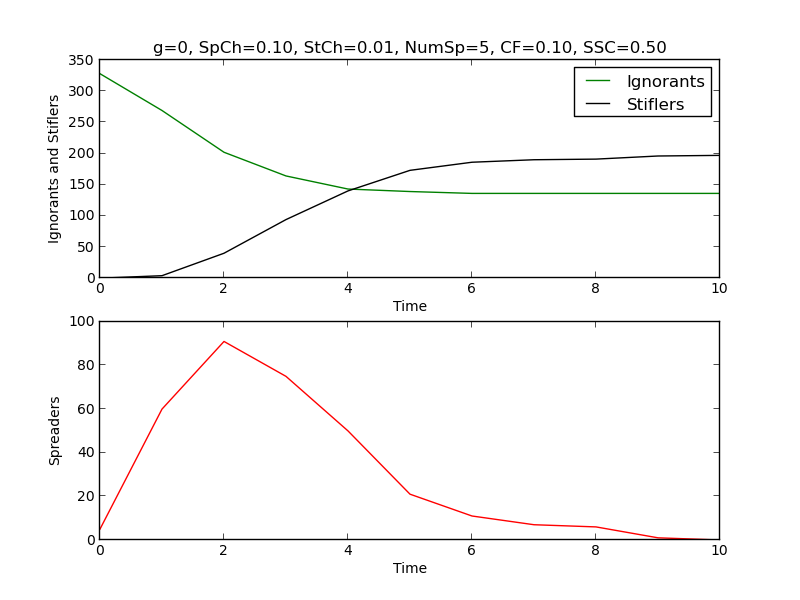 g=0, SpCh=0.10, StCh=0.01, NumSp=5, CF=0.10, SSC=0.50
350
300
250
200
150
100
50
0
Ignorants and Stiflers
Ignorants
Stiflers
0 2 4 6 8 10
Time
100
80
60
40
20
0
Spreaders
0 2 4 6 8 10
Time